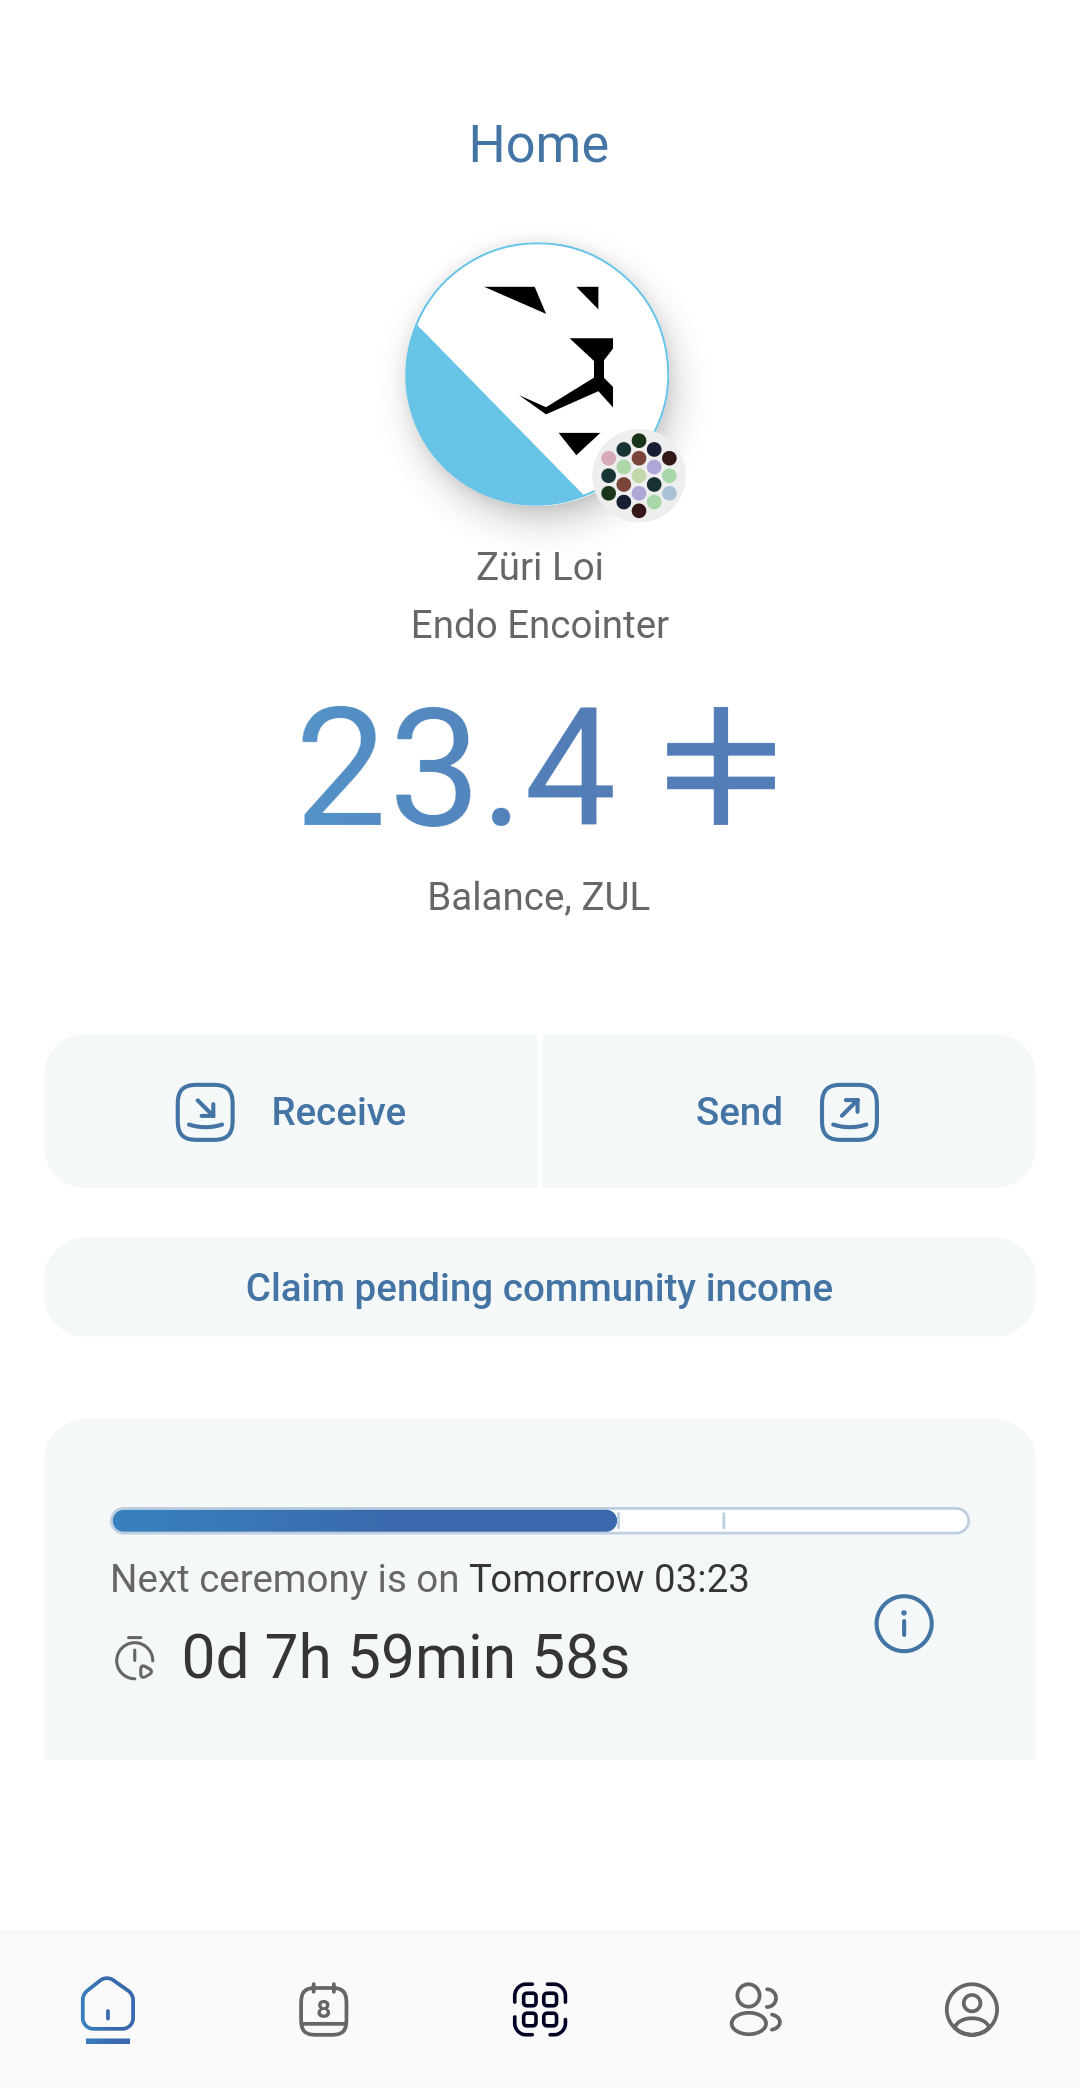 Home
Züri Loi
Endo Encointer
23.4 ⵐ
Balance, ZUL
Receive
Send
Claim pending community income
Next ceremony is on Tomorrow 03:23
0d 7h 59min 58s
8